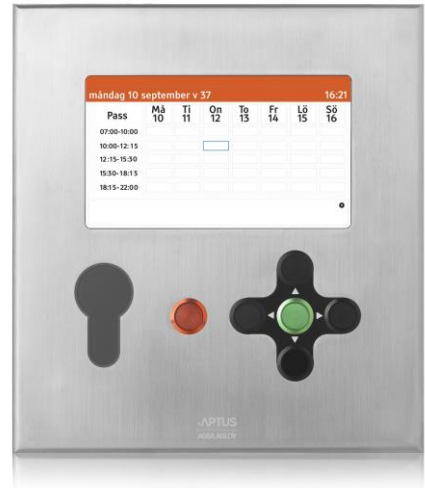 måndag 10 september v 37 16:21
Pass Må 10 Ti 11 On 12 To 13 Fr 14 Lö 15 Sö 16
07:00-10:00
10:00-12:15
12:15-15:30
15:30-18:15
18:15-22:00
APTUS
ASSA ABLOY